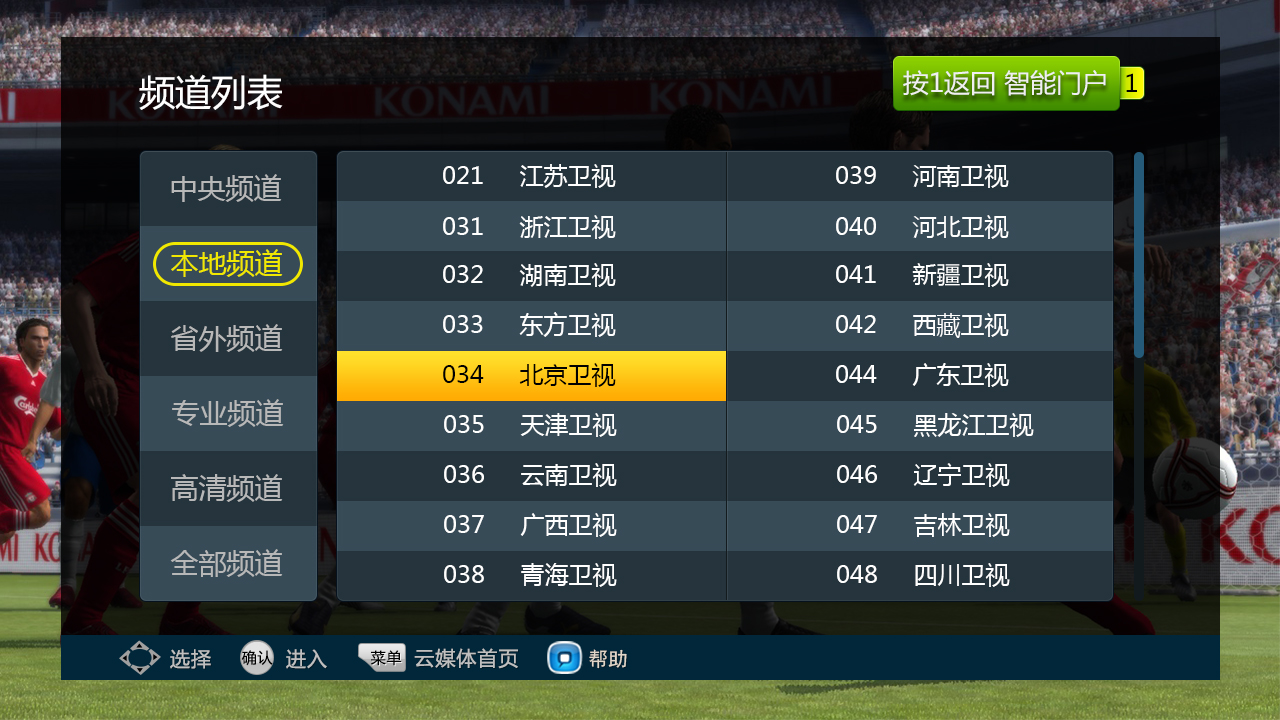 频道列表
按1返回 智能门户 1
中央频道
本地频道
省外频道
专业频道
高清频道
全部频道
021 江苏卫视
031 浙江卫视
032 湖南卫视
033 东方卫视
034 北京卫视
035 天津卫视
036 云南卫视
037 广西卫视
038 青海卫视
039 河南卫视
040 河北卫视
041 新疆卫视
042 西藏卫视
044 广东卫视
045 黑龙江卫视
046 辽宁卫视
047 吉林卫视
048 四川卫视
选择 确认 进入 菜单 云媒体首页 帮助
KONAMI KONAMI